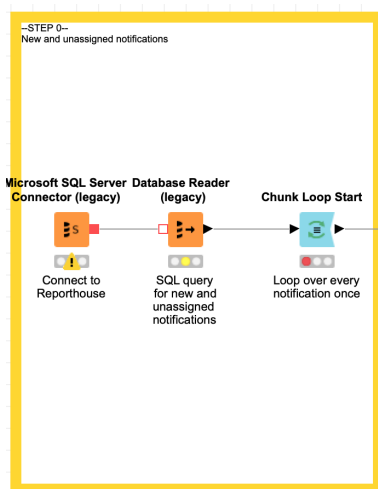 --STEP 0--
New and unassigned notifications
Microsoft SQL Server
Connector (legacy)
Database Reader
(legacy)
Chunk Loop Start
S
Connect to
Reporthouse
SQL query
for new and
unassigned
notifications
Loop over every
notification once